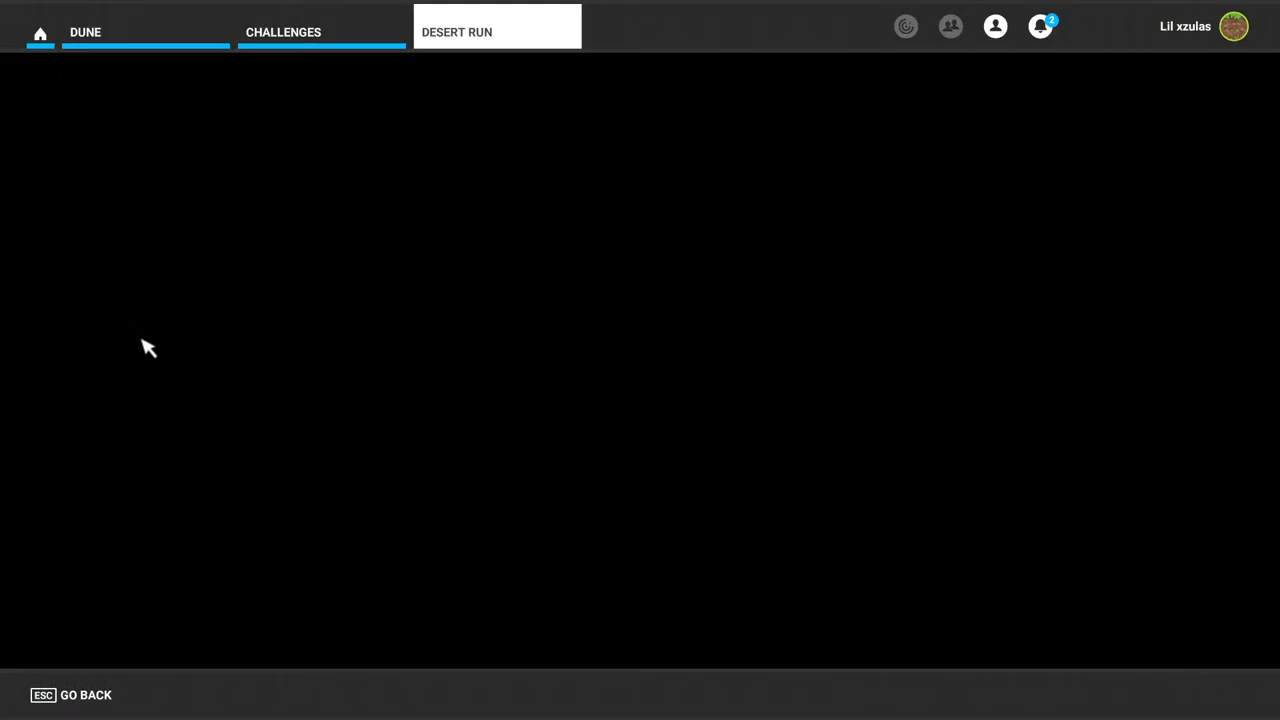 DUNE
CHALLENGES
DESERT RUN
2
Lil xzulas
ESC GO BACK